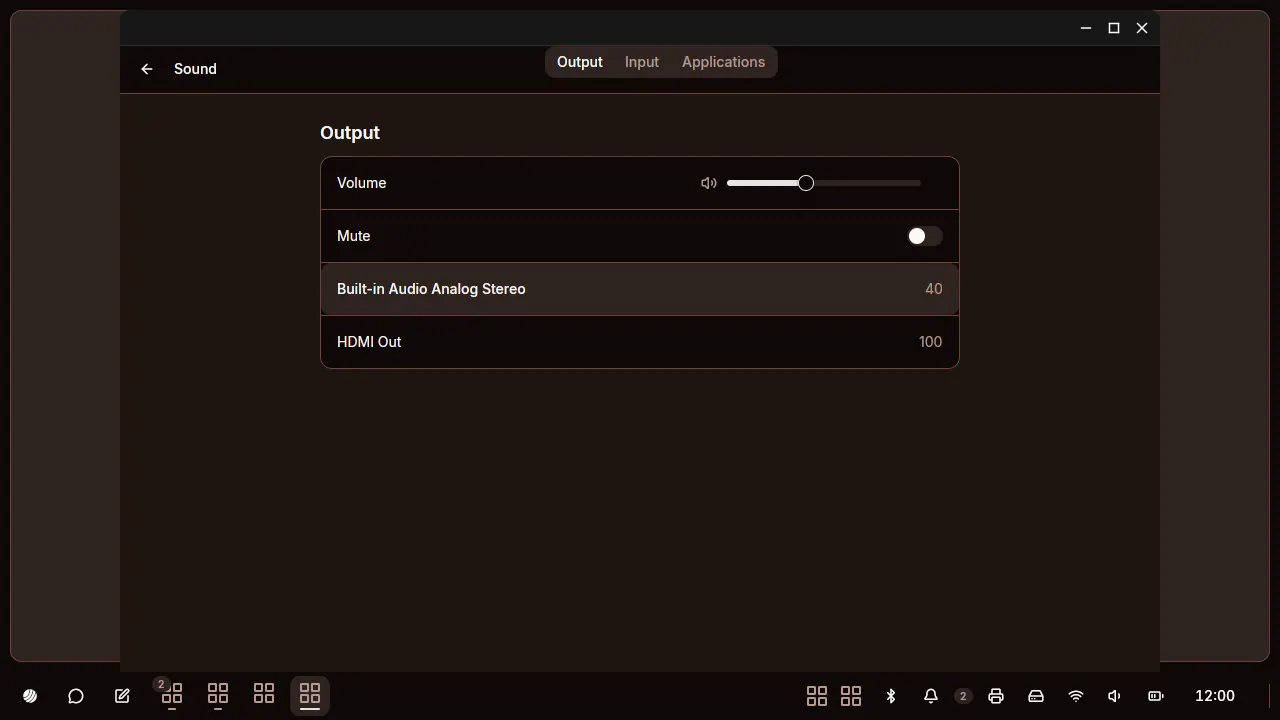 Sound
Output Input Applications
Output
Volume
Mute
Built-in Audio Analog Stereo 40
HDMI Out 100
2 2 12:00